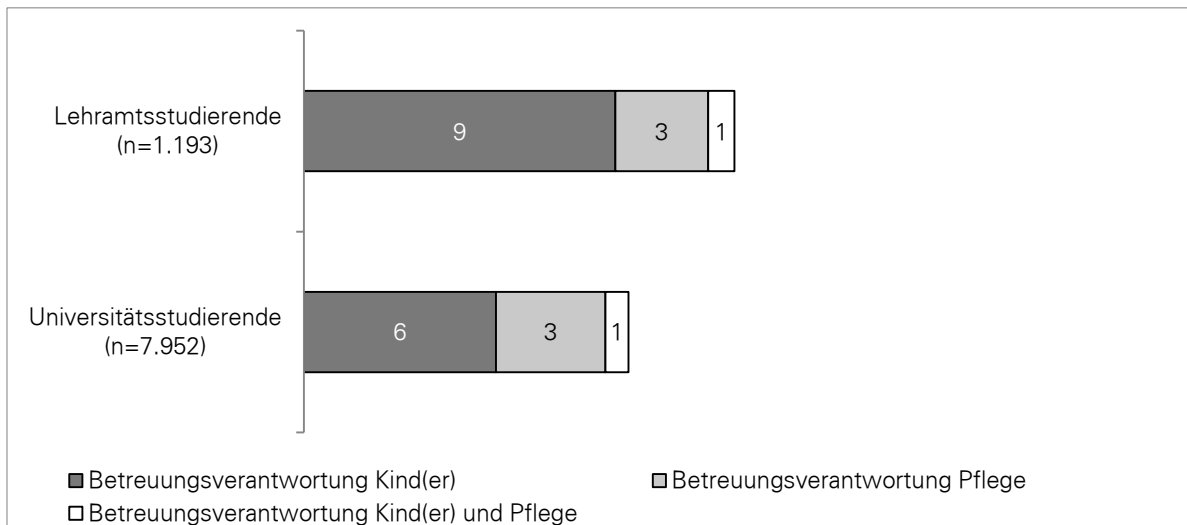 Lehramtsstudierende
(n=1.193)
9
3
1
Universitätsstudierende
(n=7.952)
6
3
1
Betreuungsverantwortung Kind(er)
Betreuungsverantwortung Pflege
Betreuungsverantwortung Kind(er) und Pflege